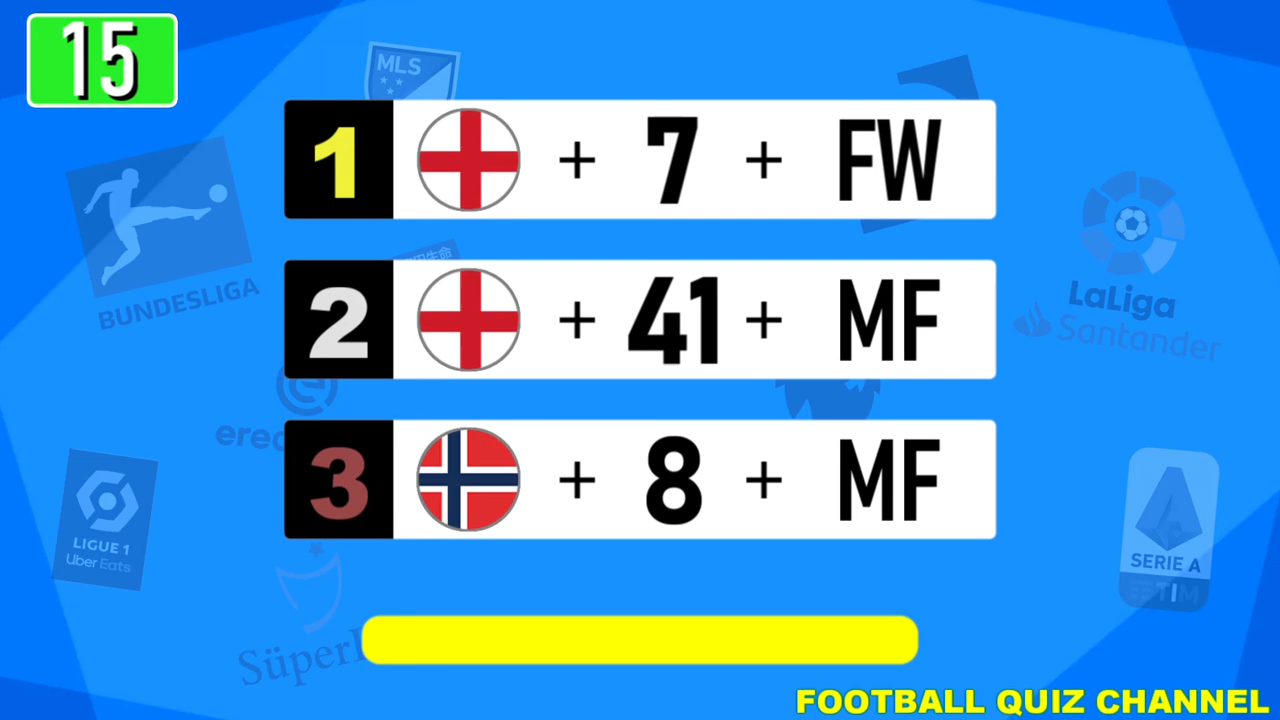 15
MLS
1 + 7 + FW
BUNDESLIGA
2 + 41 + MF
LaLiga
Santander
3 + 8 + MF
LIGUE 1
Uber Eats
SERIE A
TIM
FOOTBALL QUIZ CHANNEL